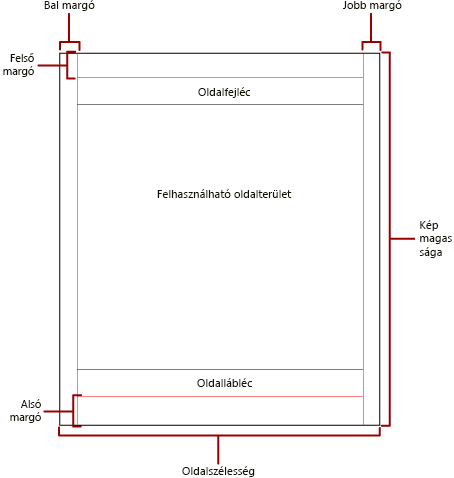 Bal margó
Jobb margó
Felső
margó
Oldalfejléc
Felhasználható oldalterület
Kép
magas
sága
Oldallábléc
Alsó
margó
Oldalszélesség